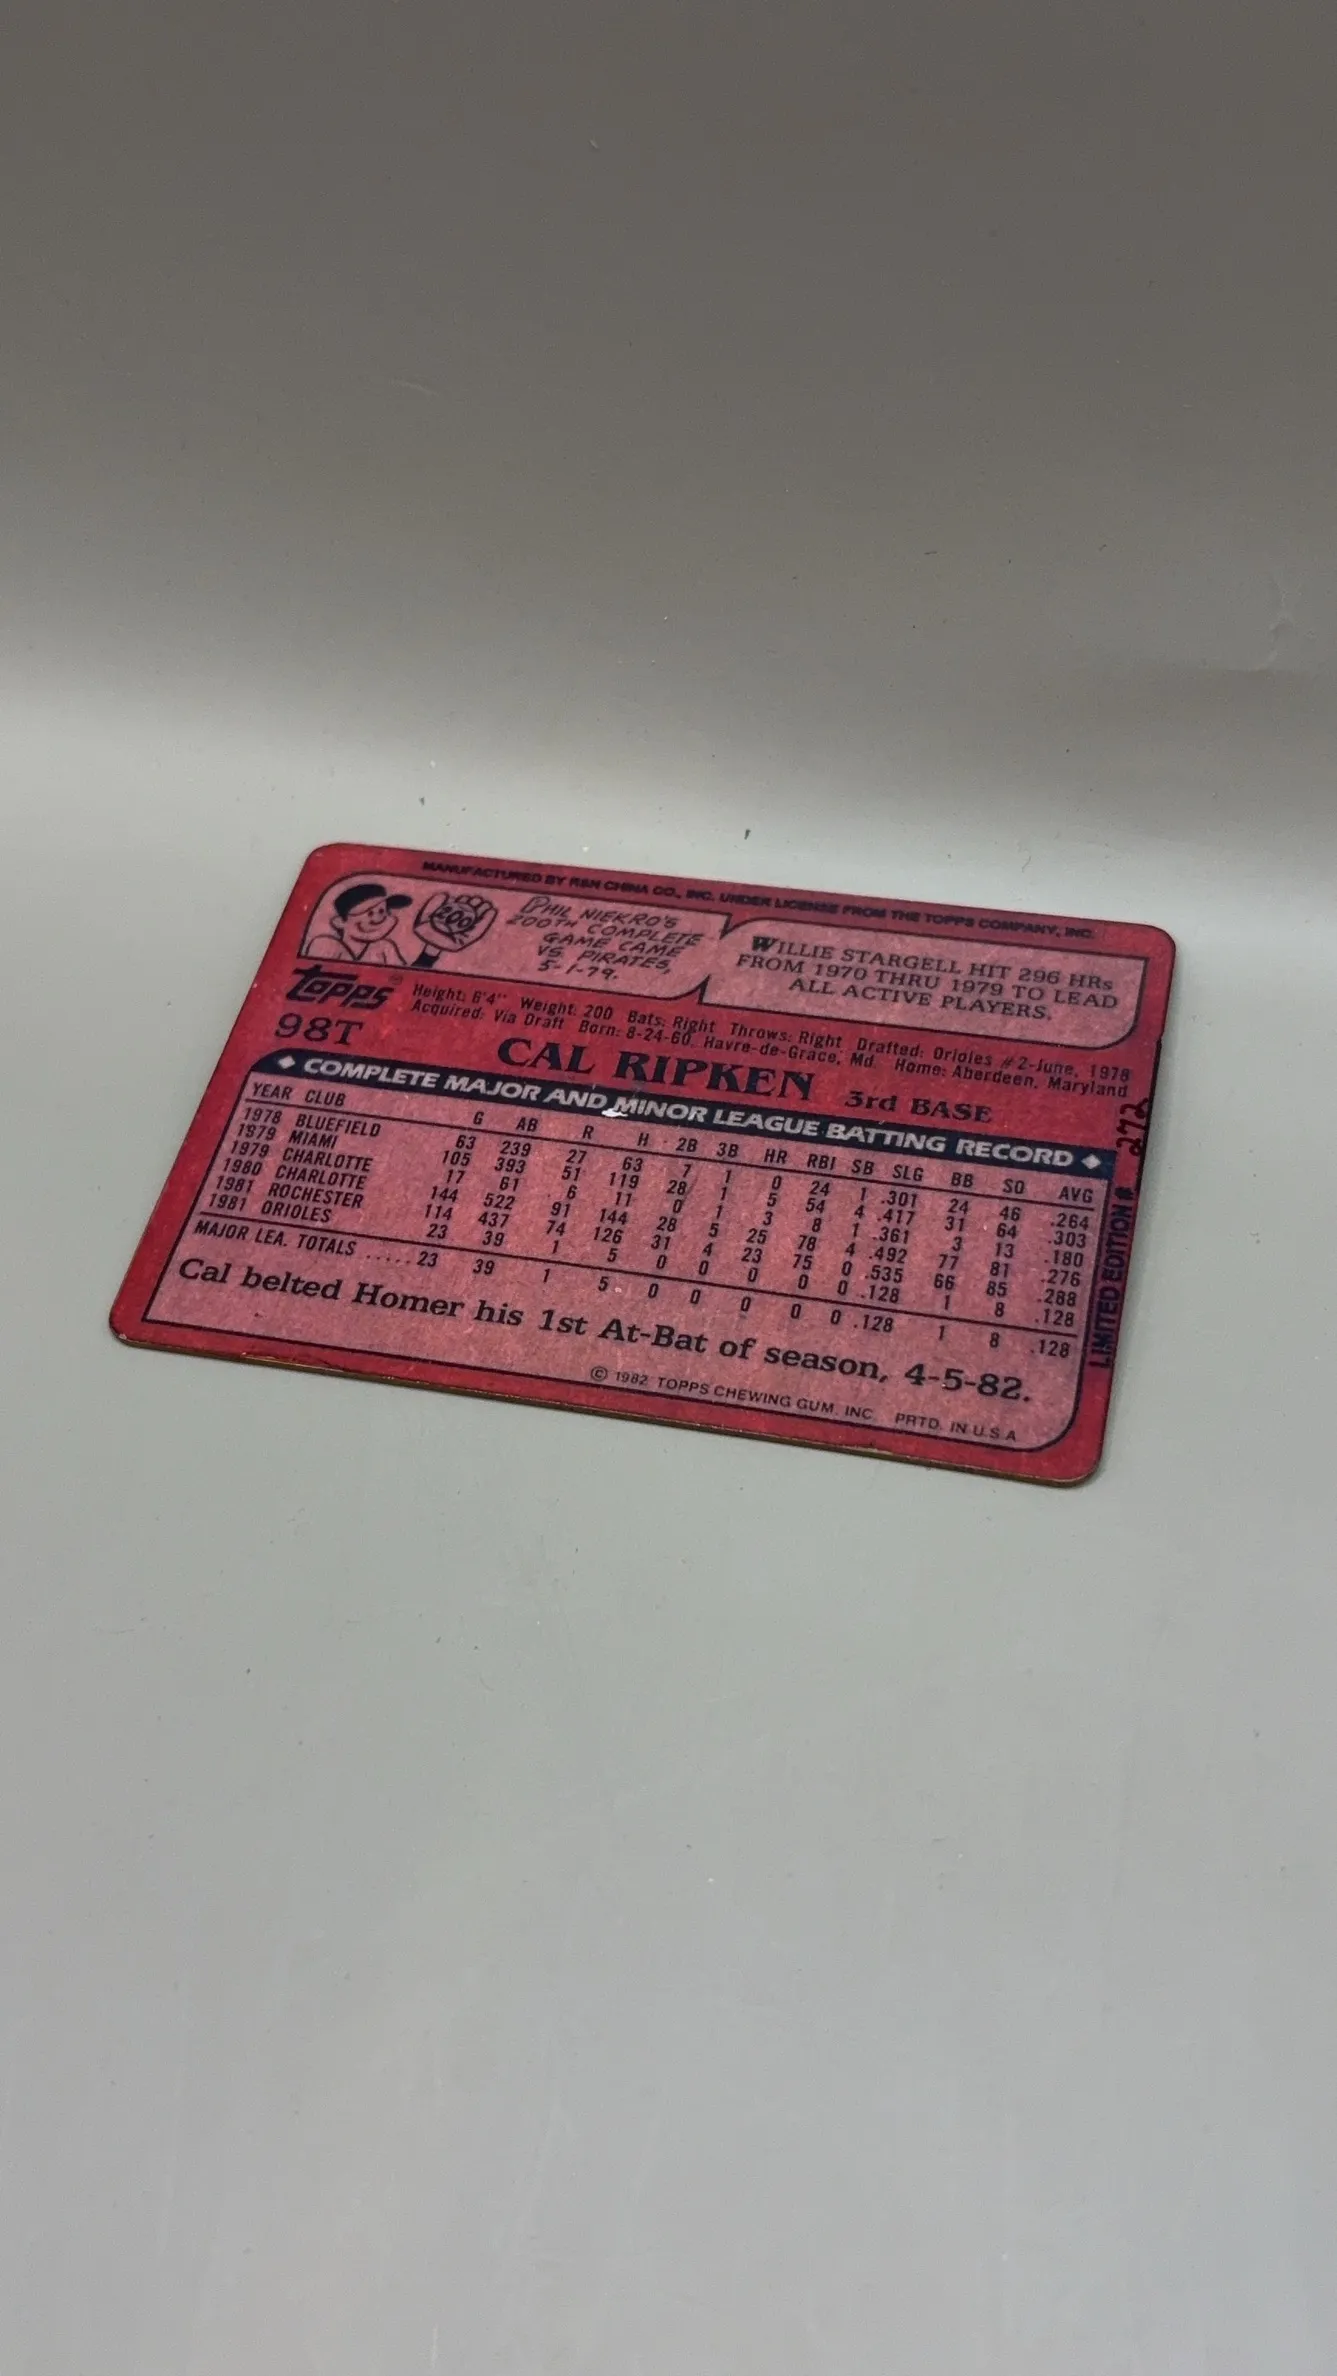 MANUFACTURED BY R&N CHINA CO., INC. UNDER LICENSE FROM THE TOPPS COMPANY, INC.
200
PHIL NIEKRO'S
200TH COMPLETE
GAME CAME
VS. PIRATES,
5-1-79.
WILLIE STARGELL HIT 296 HRs
FROM 1970 THRU 1979 TO LEAD
ALL ACTIVE PLAYERS.
TOPPS®
98T
Height: 6'4" Weight: 200 Bats: Right Throws: Right Drafted: Orioles #2-June, 1978
Acquired: Via Draft Born: 8-24-60, Havre-de-Grace, Md. Home: Aberdeen, Maryland
CAL RIPKEN 3rd BASE
COMPLETE MAJOR AND MINOR LEAGUE BATTING RECORD
YEAR CLUB G AB R H 2B 3B HR RBI SB SLG BB SO AVG
1978 BLUEFIELD 63 239 27 63 7 1 0 24 1 .301 24 46 .264
1979 MIAMI 105 393 51 119 28 1 5 54 4 .417 31 64 .303
1979 CHARLOTTE 17 61 6 11 0 1 3 8 1 .361 3 13 .180
1980 CHARLOTTE 144 522 91 144 28 5 25 78 4 .492 77 81 .276
1981 ROCHESTER 114 437 74 126 31 4 23 75 0 .535 66 85 .288
1981 ORIOLES 23 39 1 5 0 0 0 0 0 .128 1 8 .128
MAJOR LEA. TOTALS .....23 39 1 5 0 0 0 0 0 .128 1 8 .128
Cal belted Homer his 1st At-Bat of season, 4-5-82.
© 1982 TOPPS CHEWING GUM, INC. PRTD. IN U.S.A.
LIMITED EDITION # 272